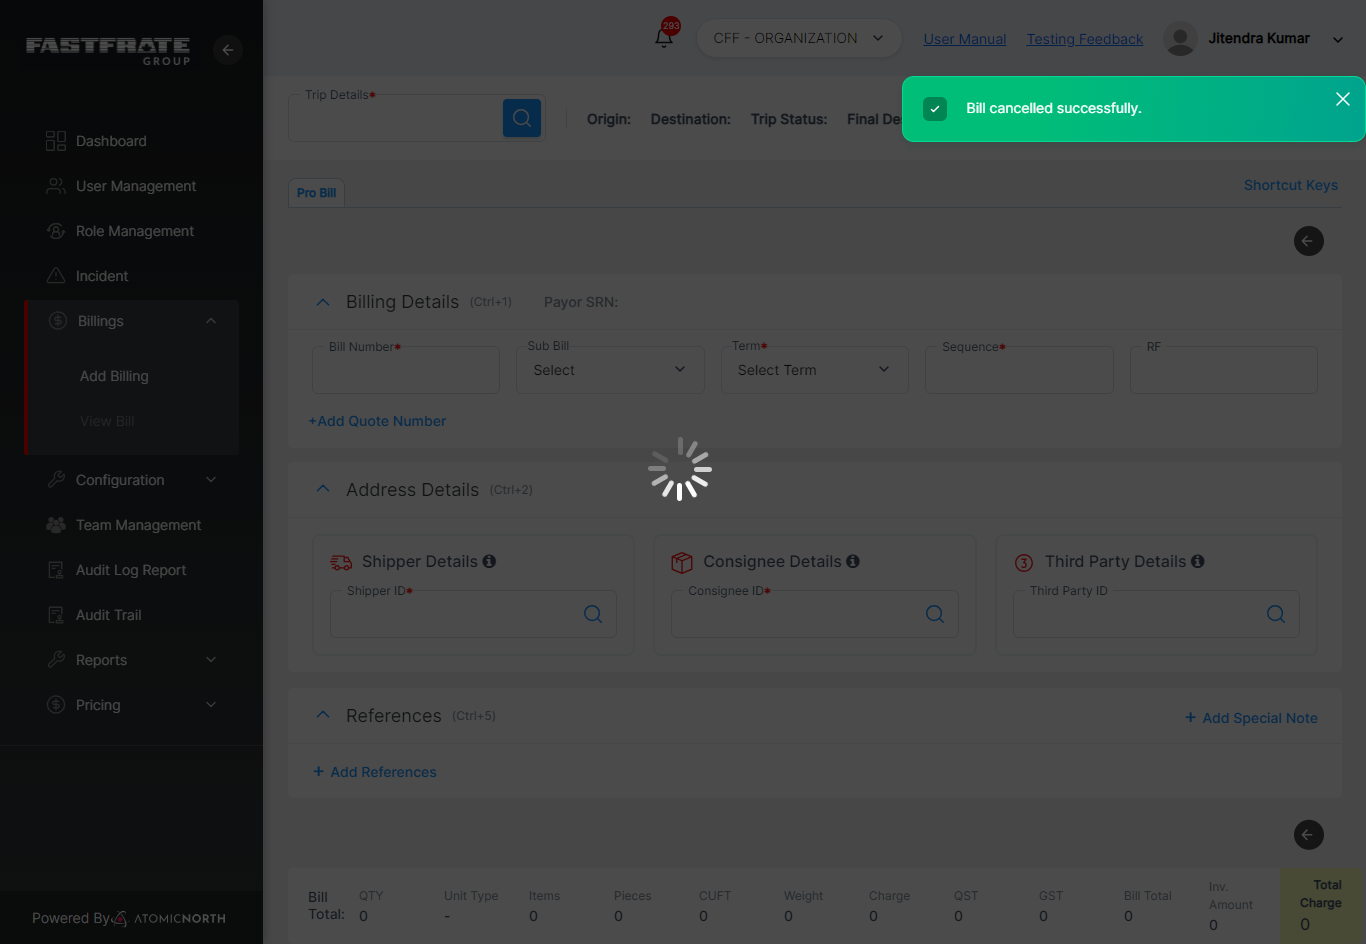 FASTFRATE
GROUP
293
CFF - ORGANIZATION
User Manual
Testing Feedback
Jitendra Kumar
Bill cancelled successfully.
Trip Details*
Origin:
Destination:
Trip Status:
Final De
Dashboard
User Management
Role Management
Incident
Billings
Add Billing
View Bill
Configuration
Team Management
Audit Log Report
Audit Trail
Reports
Pricing
Powered By ATOMICNORTH
Pro Bill
Shortcut Keys
Billing Details (Ctrl+1) Payor SRN:
Bill Number*
Sub Bill
Select
Term*
Select Term
Sequence*
RF
+Add Quote Number
Address Details (Ctrl+2)
Shipper Details
Shipper ID*
Consignee Details
Consignee ID*
3 Third Party Details
Third Party ID
References (Ctrl+5)
+ Add Special Note
+ Add References
Bill
Total:
QTY
0
Unit Type
-
Items
0
Pieces
0
CUFT
0
Weight
0
Charge
0
QST
0
GST
0
Bill Total
0
Inv.
Amount
0
Total
Charge
0